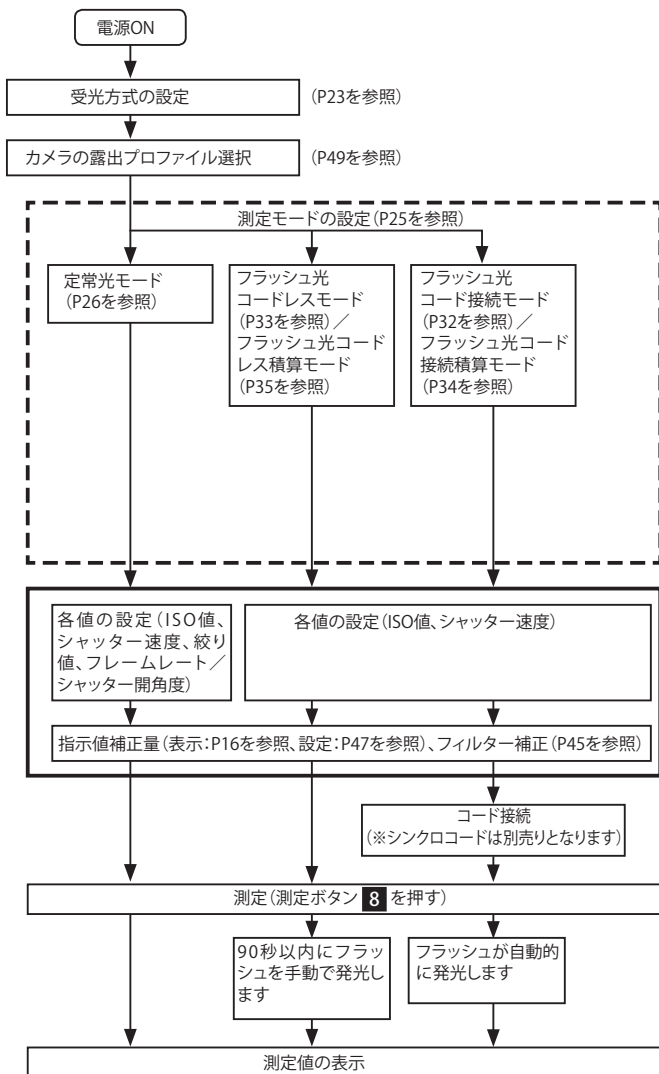 電源ON
受光方式の設定
(P23を参照)
カメラの露出プロファイル選択
(P49を参照)
測定モードの設定(P25を参照)
定常光モード
(P26を参照)
フラッシュ光
コードレスモード
(P33を参照)／
フラッシュ光コード
レス積算モード
(P35を参照)
フラッシュ光
コード接続モード
(P32を参照)／
フラッシュ光コード
接続積算モード
(P34を参照)
各値の設定(ISO値、
シャッター速度、絞り
値、フレームレート／
シャッター開角度)
各値の設定(ISO値、シャッター速度)
指示値補正量(表示:P16を参照、設定:P47を参照)、フィルター補正(P45を参照)
コード接続
(※シンクロコードは別売りとなります)
測定(測定ボタン 8 を押す)
90秒以内にフラッ
シュを手動で発光し
ます
フラッシュが自動的
に発光します
測定値の表示